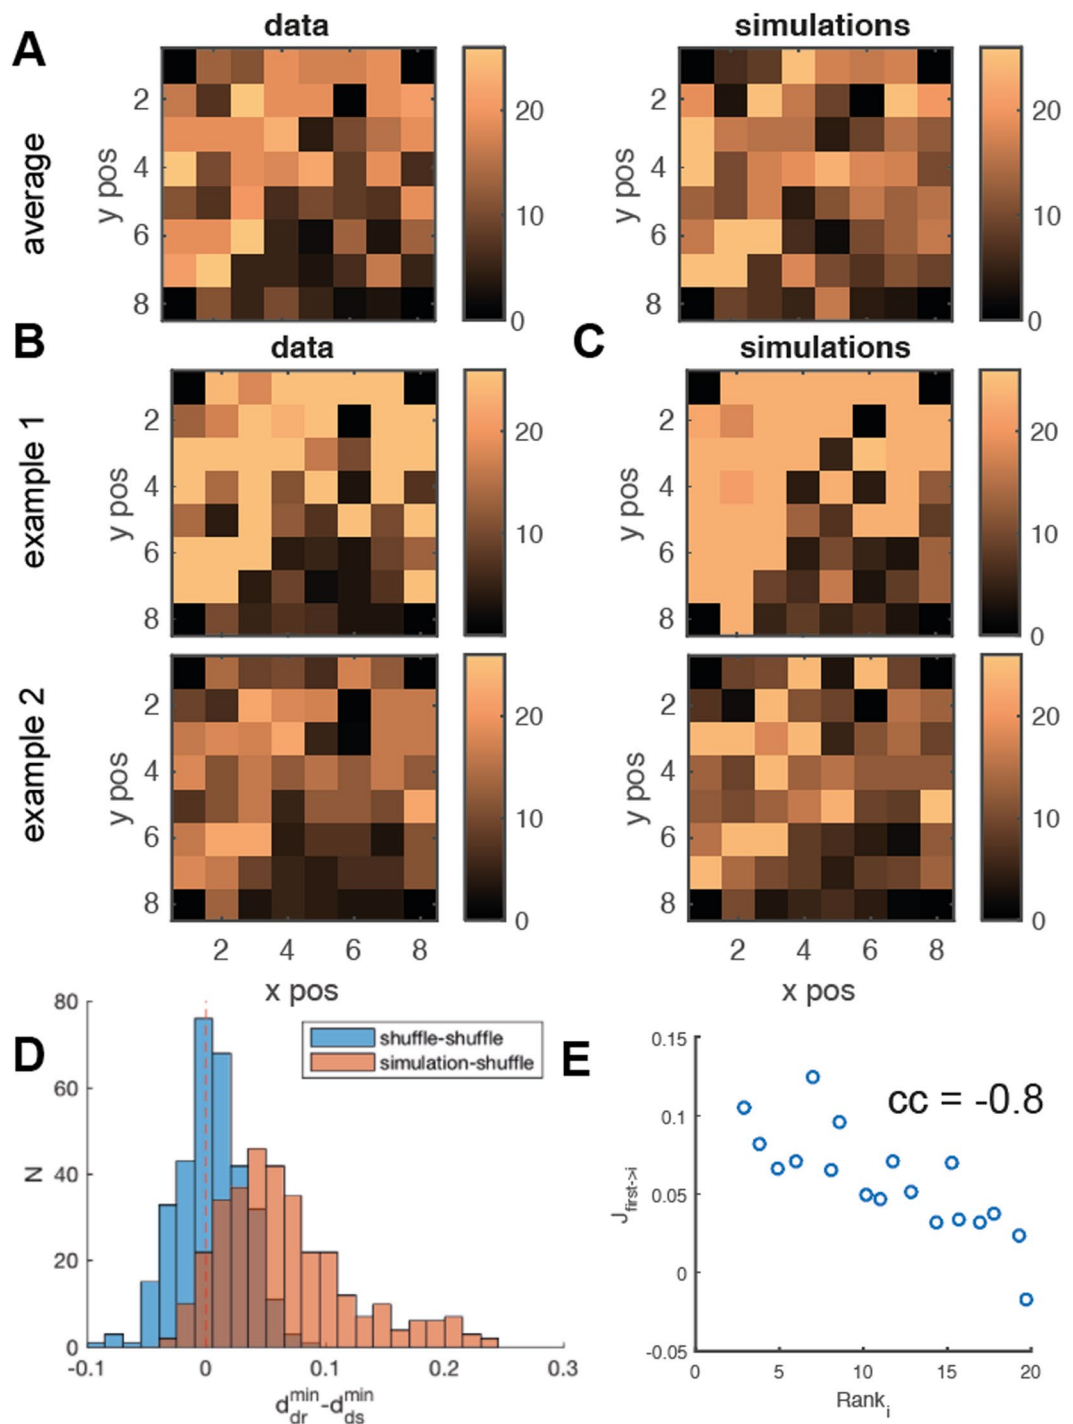 A
data
simulations
average
y pos
2
4
6
8
20
10
0
y pos
2
4
6
8
20
10
0
B
data
C
simulations
example 1
y pos
2
4
6
8
20
10
y pos
2
4
6
8
20
10
0
example 2
y pos
2
4
6
8
2 4 6 8
x pos
20
10
0
y pos
2
4
6
8
2 4 6 8
x pos
20
10
0
D
80
60
40
20
0
N
-0.1 0 0.1 0.2 0.3
d_dr^min-d_ds^min
shuffle-shuffle
simulation-shuffle
E
0.15
0.1
0.05
0
-0.05
J_first->i
cc = -0.8
0 5 10 15 20
Rank_i